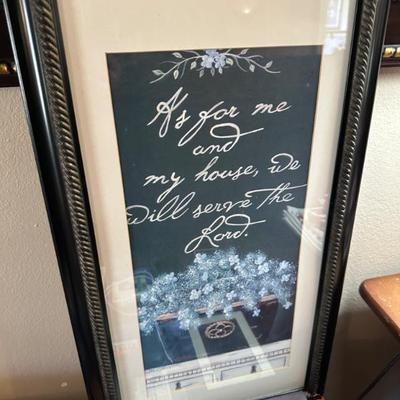 As for me
and
my house, we
will serve the
Lord.